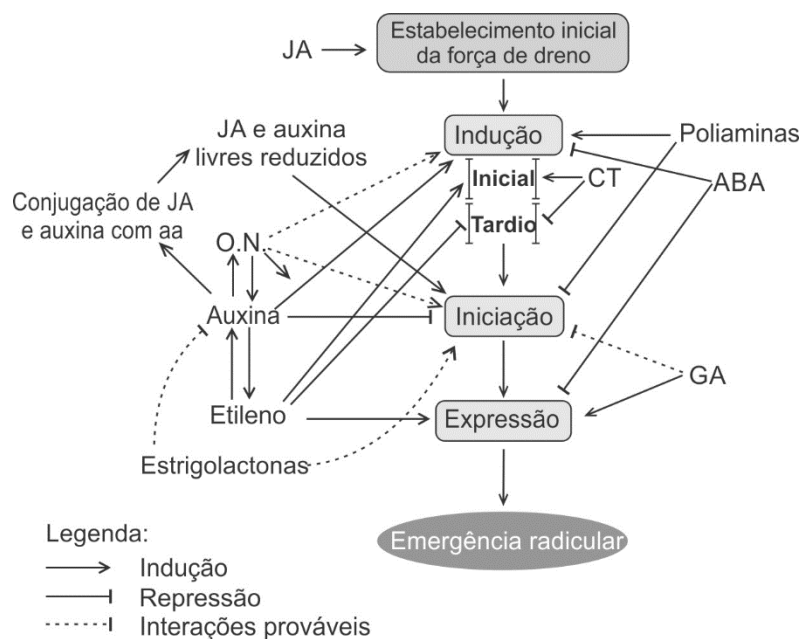 Estabelecimento inicial
da força de dreno
JA
JA e auxina
livres reduzidos
Indução
Poliaminas
Inicial
CT
ABA
Conjugação de JA
e auxina com aa
Tardio
O.N.
Auxina
Iniciação
GA
Etileno
Expressão
Estrigolactonas
Emergência radicular
Legenda:
Indução
Repressão
Interações prováveis